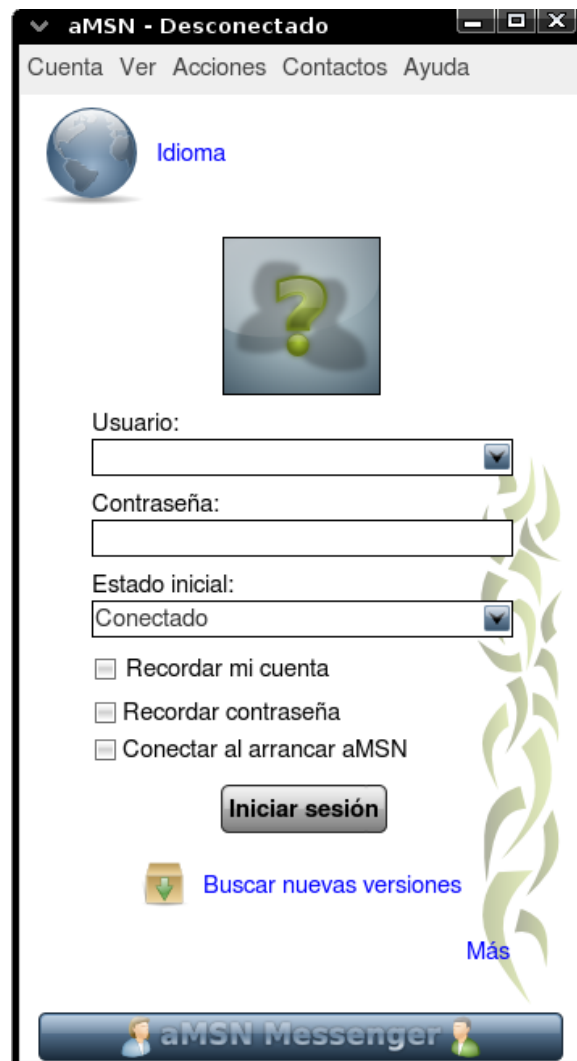 aMSN - Desconectado
Cuenta Ver Acciones Contactos Ayuda
Idioma
Usuario:
Contraseña:
Estado inicial:
Conectado
Recordar mi cuenta
Recordar contraseña
Conectar al arrancar aMSN
Iniciar sesión
Buscar nuevas versiones
Más
aMSN Messenger